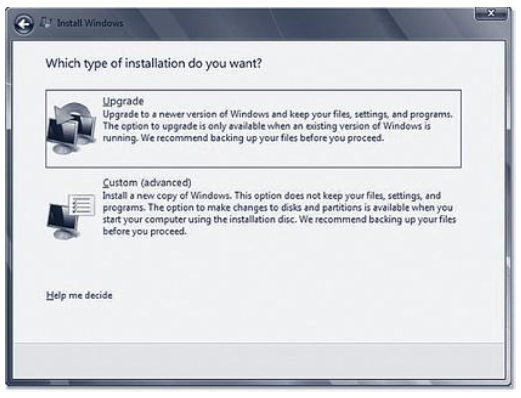 Install Windows
Which type of installation do you want?
Upgrade
Upgrade to a newer version of Windows and keep your files, settings, and programs.
The option to upgrade is only available when an existing version of Windows is
running. We recommend backing up your files before you proceed.
Custom (advanced)
Install a new copy of Windows. This option does not keep your files, settings, and
programs. The option to make changes to disks and partitions is available when you
start your computer using the installation disc. We recommend backing up your files
before you proceed.
Help me decide